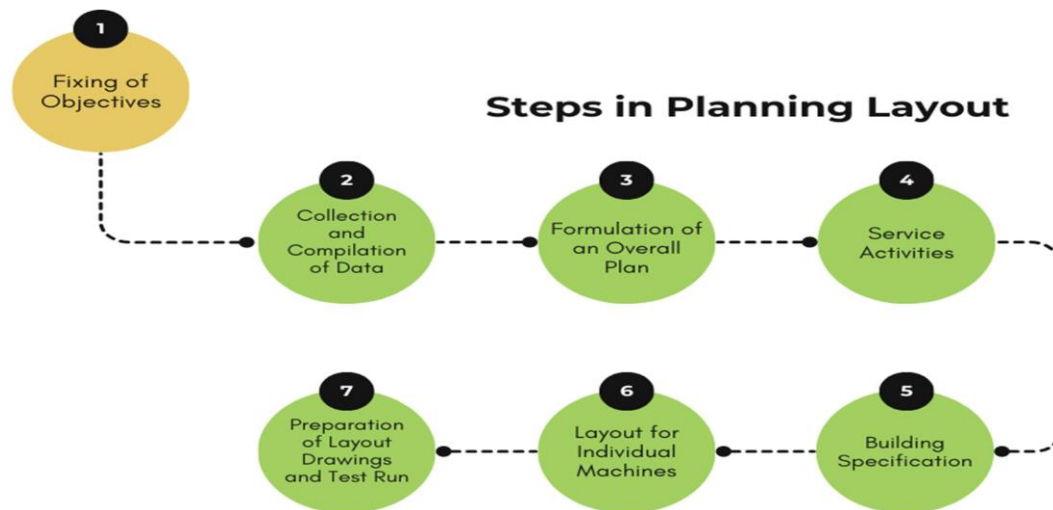 1
Fixing of
Objectives
Steps in Planning Layout
2
Collection
and
Compilation
of Data
3
Formulation of
an Overall
Plan
4
Service
Activities
5
Building
Specification
6
Layout for
Individual
Machines
7
Preparation
of Layout
Drawings
and Test Run